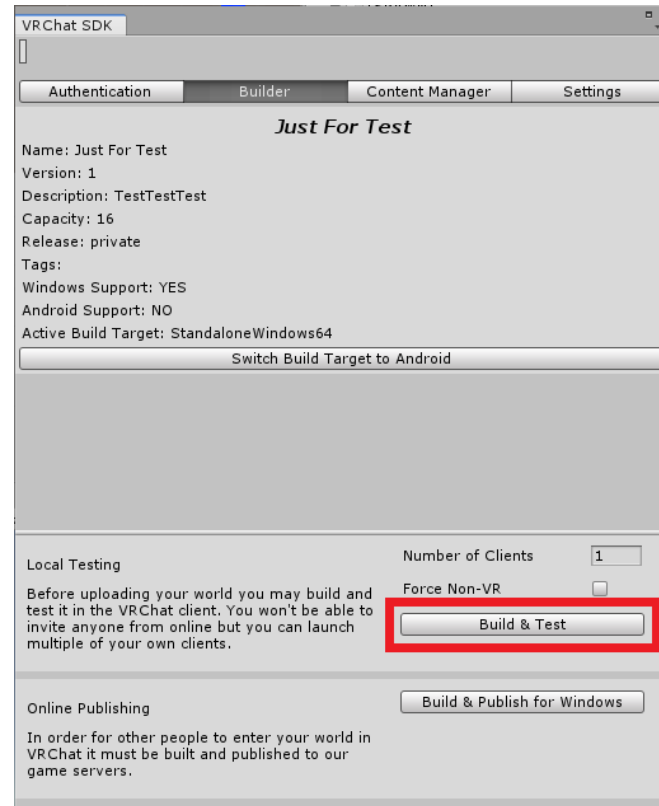 VRChat SDK
Authentication
Builder
Content Manager
Settings
Just For Test
Name: Just For Test
Version: 1
Description: TestTestTest
Capacity: 16
Release: private
Tags:
Windows Support: YES
Android Support: NO
Active Build Target: StandaloneWindows64
Switch Build Target to Android
Local Testing
Before uploading your world you may build and
test it in the VRChat client. You won't be able to
invite anyone from online but you can launch
multiple of your own clients.
Number of Clients 1
Force Non-VR
Build & Test
Online Publishing
In order for other people to enter your world in
VRChat it must be built and published to our
game servers.
Build & Publish for Windows